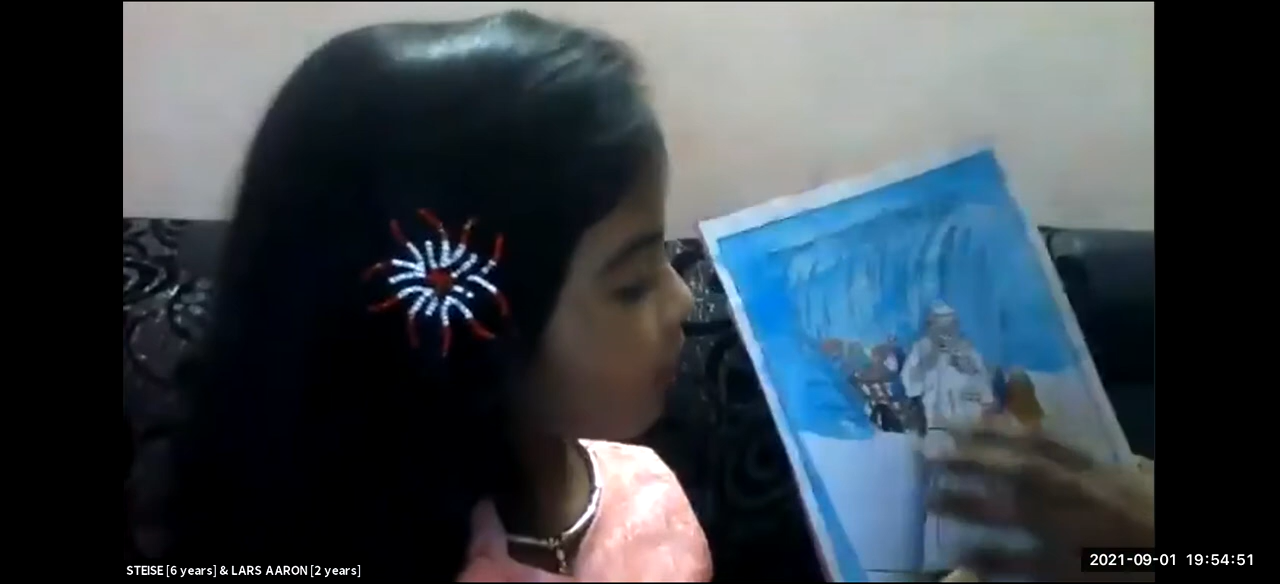 STEISE [6 years] & LARS AARON [2 years]
2021-09-01 19:54:51